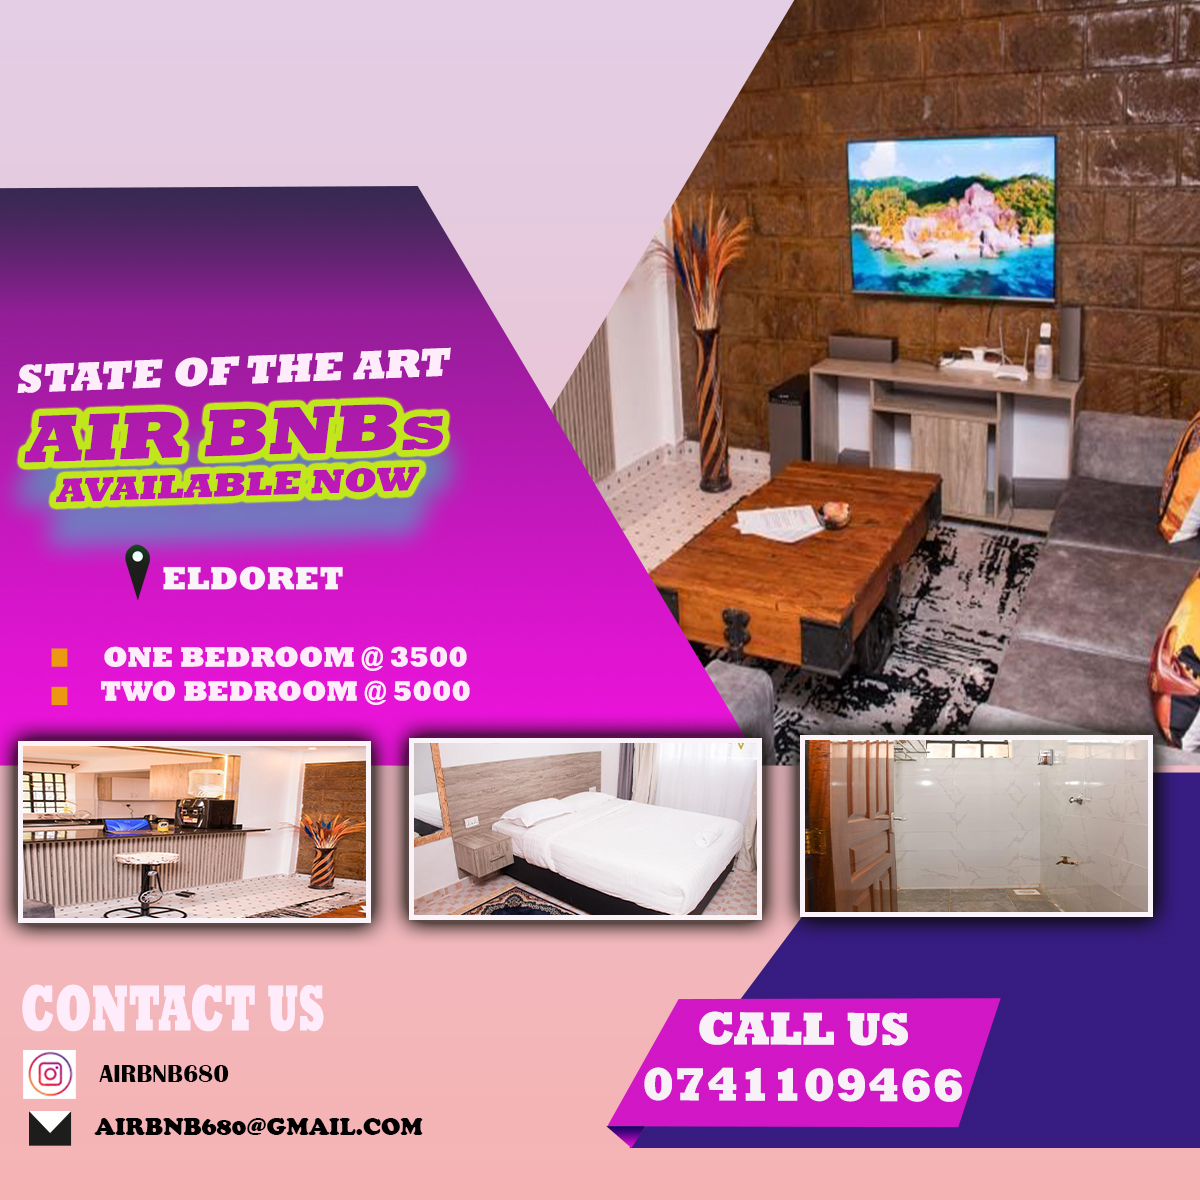 STATE OF THE ART
AIR BNBs
AVAILABLE NOW
ELDORET
ONE BEDROOM @ 3500
TWO BEDROOM @ 5000
CONTACT US
AIRBNB680
AIRBNB680@GMAIL.COM
CALL US
0741109466